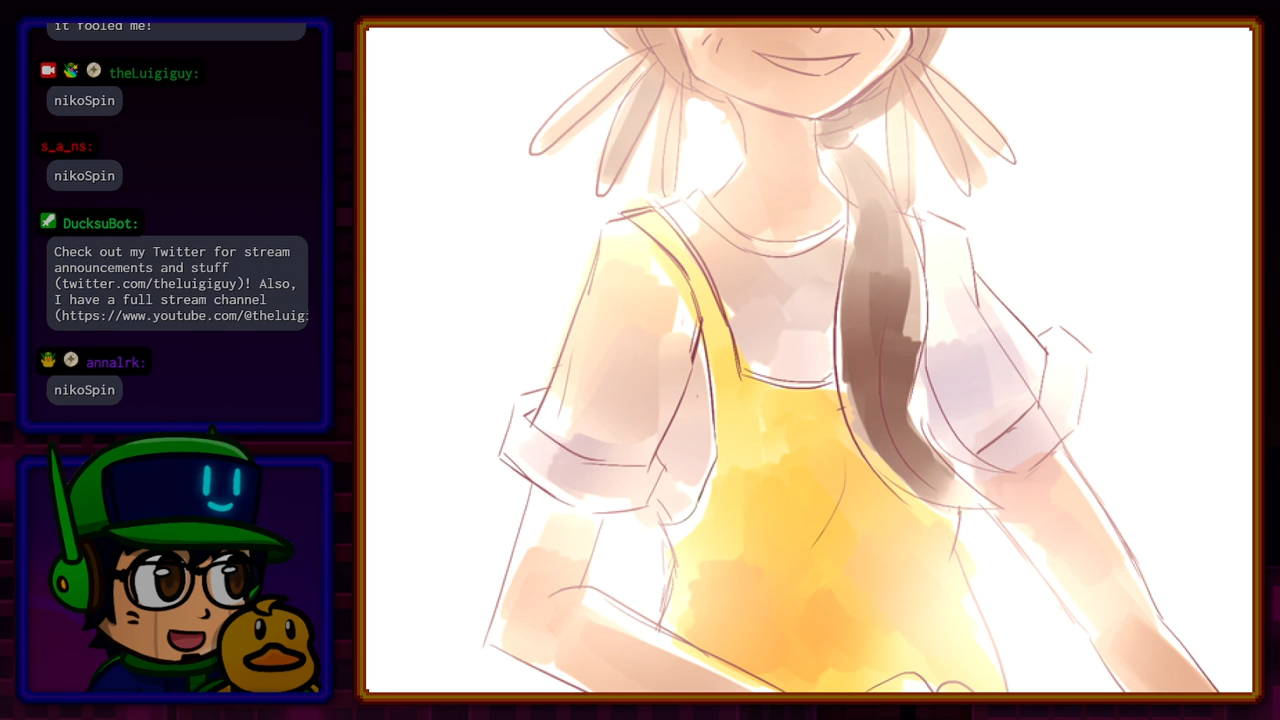 it fooled me!
theLuigiguy:
nikoSpin
s_a_ns:
nikoSpin
DucksuBot:
Check out my Twitter for stream
announcements and stuff
(twitter.com/theluigiguy)! Also,
I have a full stream channel
(https://www.youtube.com/@theluig
annalrk:
nikoSpin